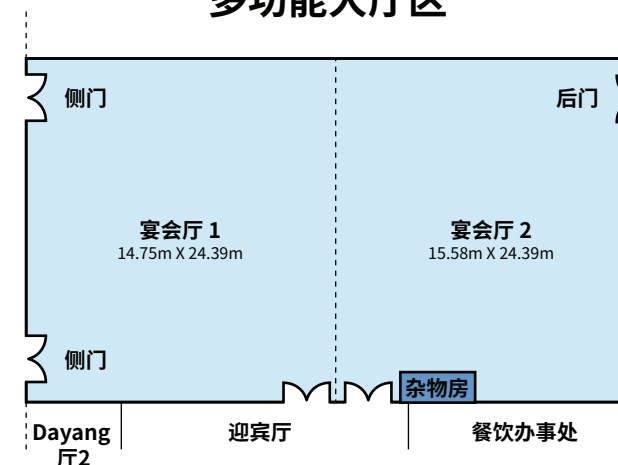 多功能大厅区
侧门
后门
宴会厅 1
14.75m X 24.39m
宴会厅 2
15.58m X 24.39m
侧门
杂物房
Dayang
厅2
迎宾厅
餐饮办事处